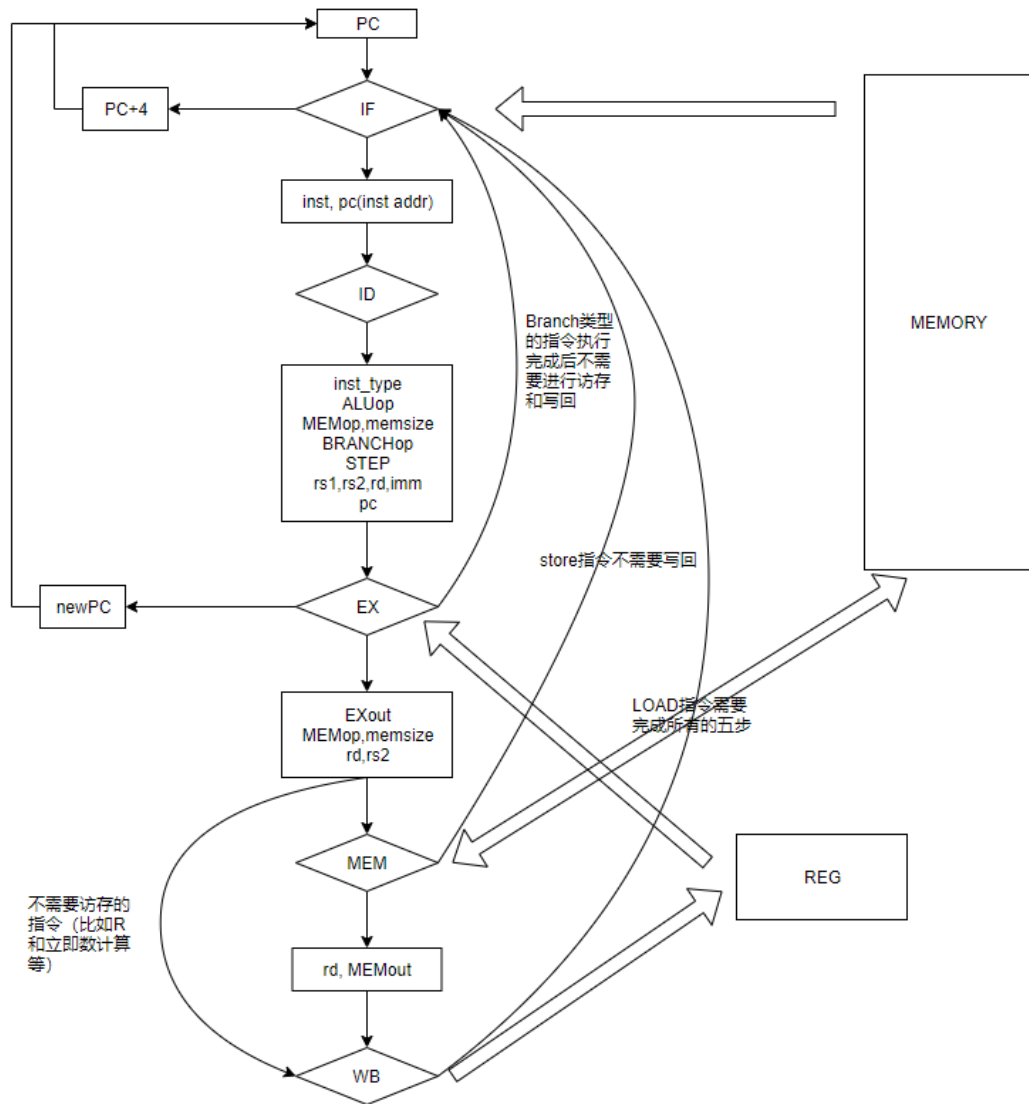 PC
PC+4
IF
inst, pc(inst addr)
ID
MEMORY
Branch类型
的指令执行
完成后不需
要进行访存
和写回
inst_type
ALUop
MEMop,memsize
BRANCHop
STEP
rs1,rs2,rd,imm
pc
store指令不需要写回
newPC
EX
EXout
MEMop,memsize
rd,rs2
LOAD指令需要
完成所有的五步
MEM
REG
不需要访存的
指令（比如R
和立即数计算
等）
rd, MEMout
WB